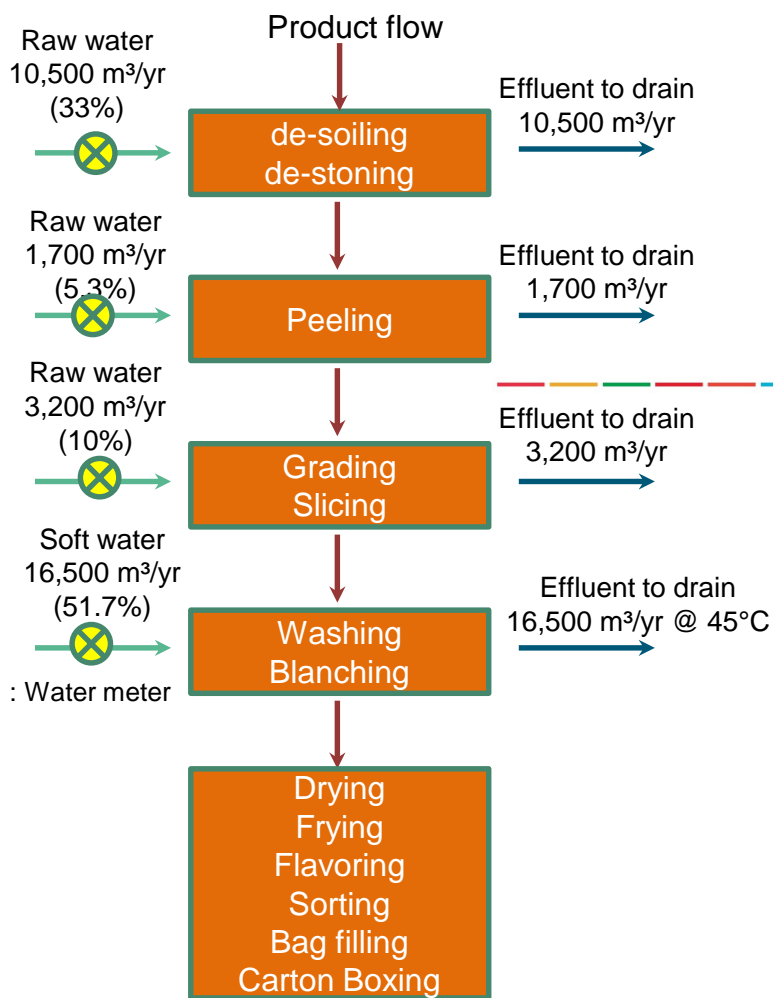 Product flow
Raw water
10,500 m³/yr
(33%)
de-soiling
de-stoning
Effluent to drain
10,500 m³/yr
Raw water
1,700 m³/yr
(5.3%)
Peeling
Effluent to drain
1,700 m³/yr
Raw water
3,200 m³/yr
(10%)
Grading
Slicing
Effluent to drain
3,200 m³/yr
Soft water
16,500 m³/yr
(51.7%)
Washing
Blanching
Effluent to drain
16,500 m³/yr @ 45°C
: Water meter
Drying
Frying
Flavoring
Sorting
Bag filling
Carton Boxing